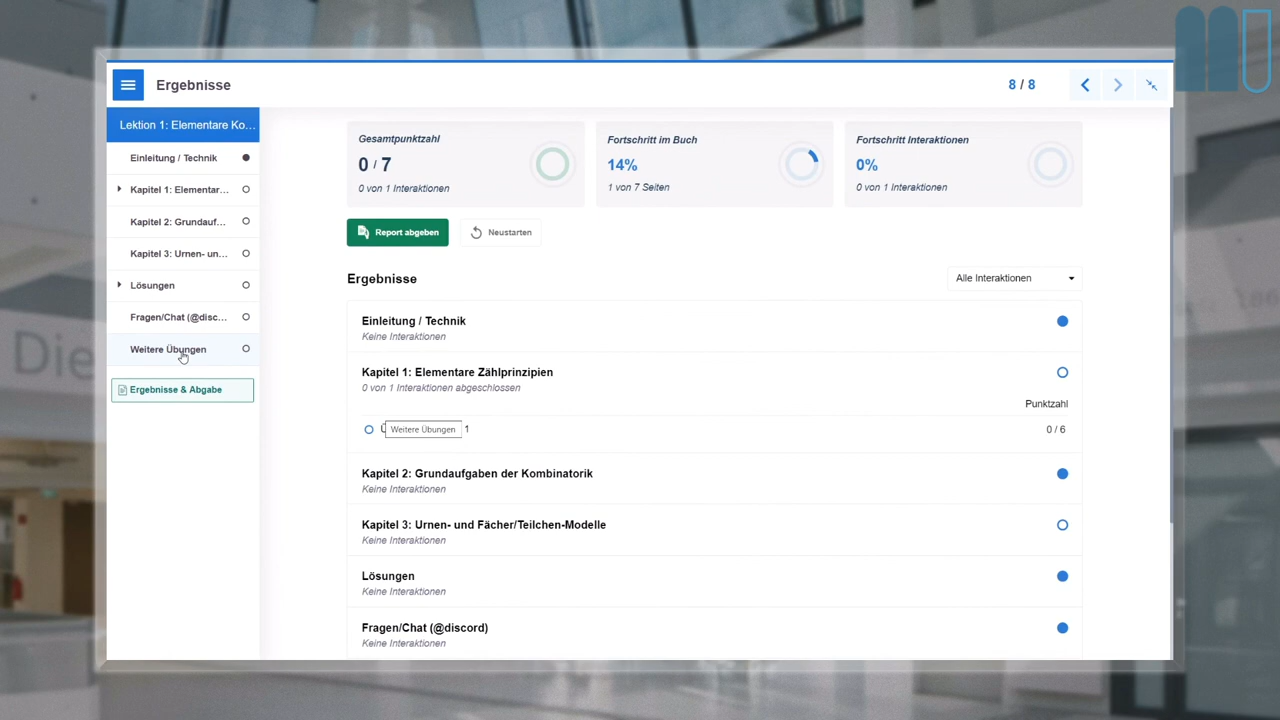 Ergebnisse
8 / 8
Lektion 1: Elementare Ko...
Einleitung / Technik
Kapitel 1: Elementar...
Kapitel 2: Grundauf...
Kapitel 3: Urnen- un...
Lösungen
Fragen/Chat (@disc...
Weitere Übungen
Ergebnisse & Abgabe
Gesamtpunktzahl
0 / 7
0 von 1 Interaktionen
Fortschritt im Buch
14%
1 von 7 Seiten
Fortschritt Interaktionen
0%
0 von 1 Interaktionen
Report abgeben
Neustarten
Ergebnisse
Alle Interaktionen
Einleitung / Technik
Keine Interaktionen
Kapitel 1: Elementare Zählprinzipien
0 von 1 Interaktionen abgeschlossen
Punktzahl
Weitere Übungen 1
0 / 6
Kapitel 2: Grundaufgaben der Kombinatorik
Keine Interaktionen
Kapitel 3: Urnen- und Fächer/Teilchen-Modelle
Keine Interaktionen
Lösungen
Keine Interaktionen
Fragen/Chat (@discord)
Keine Interaktionen
Die